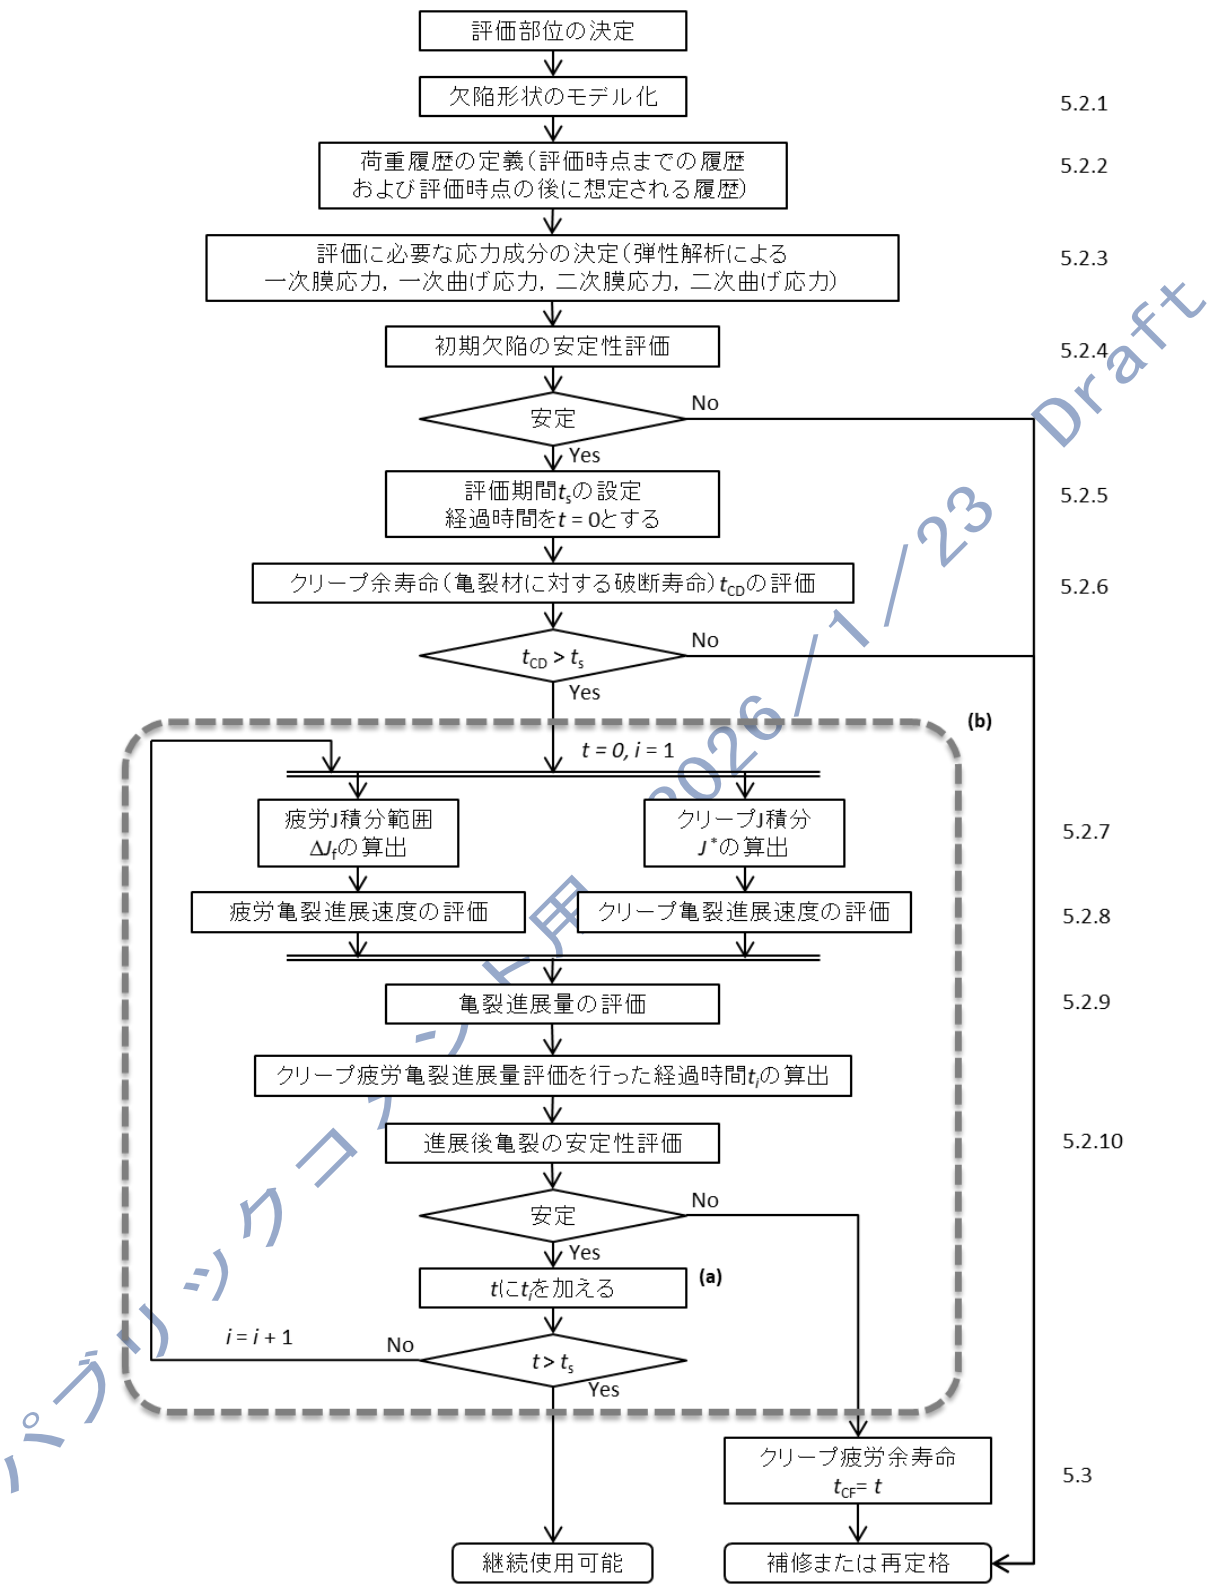 評価部位の決定
欠陥形状のモデル化
5.2.1
荷重履歴の定義(評価時点までの履歴
および評価時点の後に想定される履歴)
5.2.2
評価に必要な応力成分の決定(弾性解析による
一次膜応力, 一次曲げ応力, 二次膜応力, 二次曲げ応力)
5.2.3
初期欠陥の安定性評価
5.2.4
安定
No
Yes
評価期間tsの設定
経過時間をt = 0とする
5.2.5
クリープ余寿命(亀裂材に対する破断寿命)tCDの評価
5.2.6
tCD > ts
No
Yes
(b)
t = 0, i = 1
疲労J積分範囲
ΔJfの算出
クリープJ積分
J*の算出
5.2.7
疲労亀裂進展速度の評価
クリープ亀裂進展速度の評価
5.2.8
亀裂進展量の評価
5.2.9
クリープ疲労亀裂進展量評価を行った経過時間tiの算出
進展後亀裂の安定性評価
5.2.10
安定
No
Yes
tにtiを加える
(a)
i = i + 1
No
t > ts
Yes
クリープ疲労余寿命
tCF= t
5.3
継続使用可能
補修または再定格
パブリックコメント用 2026/1/23 Draft